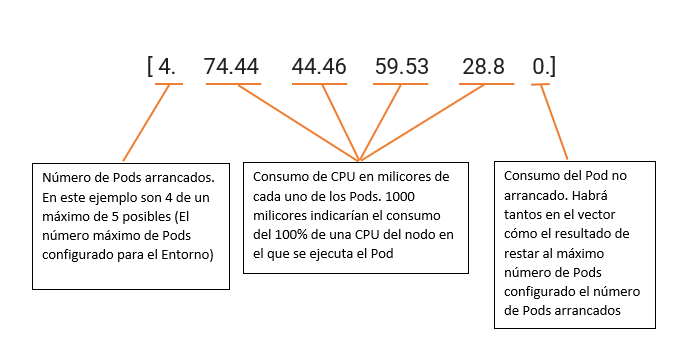 [ 4. 74.44 44.46 59.53 28.8 0.]
Número de Pods arrancados.
En este ejemplo son 4 de un
máximo de 5 posibles (El
número máximo de Pods
configurado para el Entorno)
Consumo de CPU en milicores de
cada uno de los Pods. 1000
milicores indicarían el consumo
del 100% de una CPU del nodo en
el que se ejecuta el Pod
Consumo del Pod no
arrancado. Habrá
tantos en el vector
cómo el resultado de
restar al máximo
número de Pods
configurado el número
de Pods arrancados